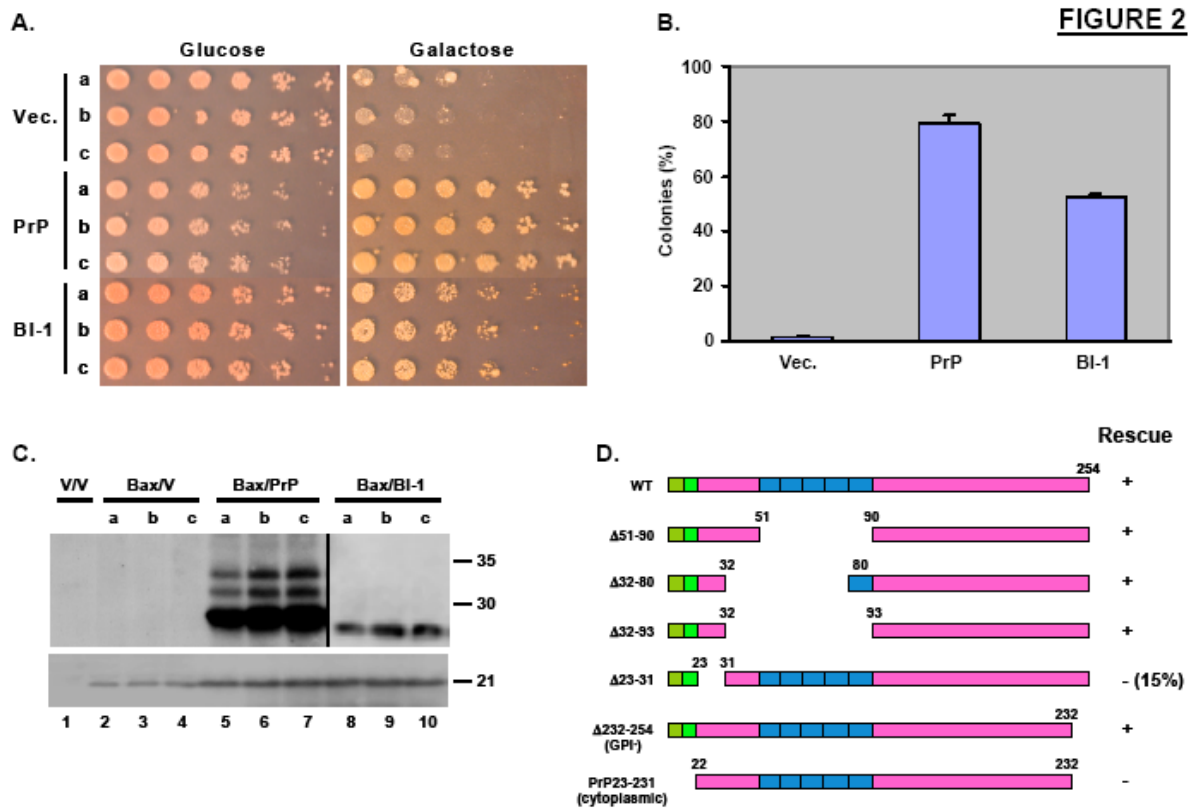 FIGURE 2
A.
Glucose Galactose
Vec. a
b
c
PrP a
b
c
BI-1 a
b
c
B.
Colonies (%)
100
80
60
40
20
0
Vec. PrP BI-1
C.
V/V Bax/V Bax/PrP Bax/BI-1
a b c a b c a b c
35
30
21
1 2 3 4 5 6 7 8 9 10
D.
Rescue
WT 254 +
Δ51-90 51 90 +
Δ32-80 32 80 +
Δ32-93 32 93 +
Δ23-31 23 31 - (15%)
Δ232-254 232 +
(GPI-)
PrP23-231 22 232 -
(cytoplasmic)